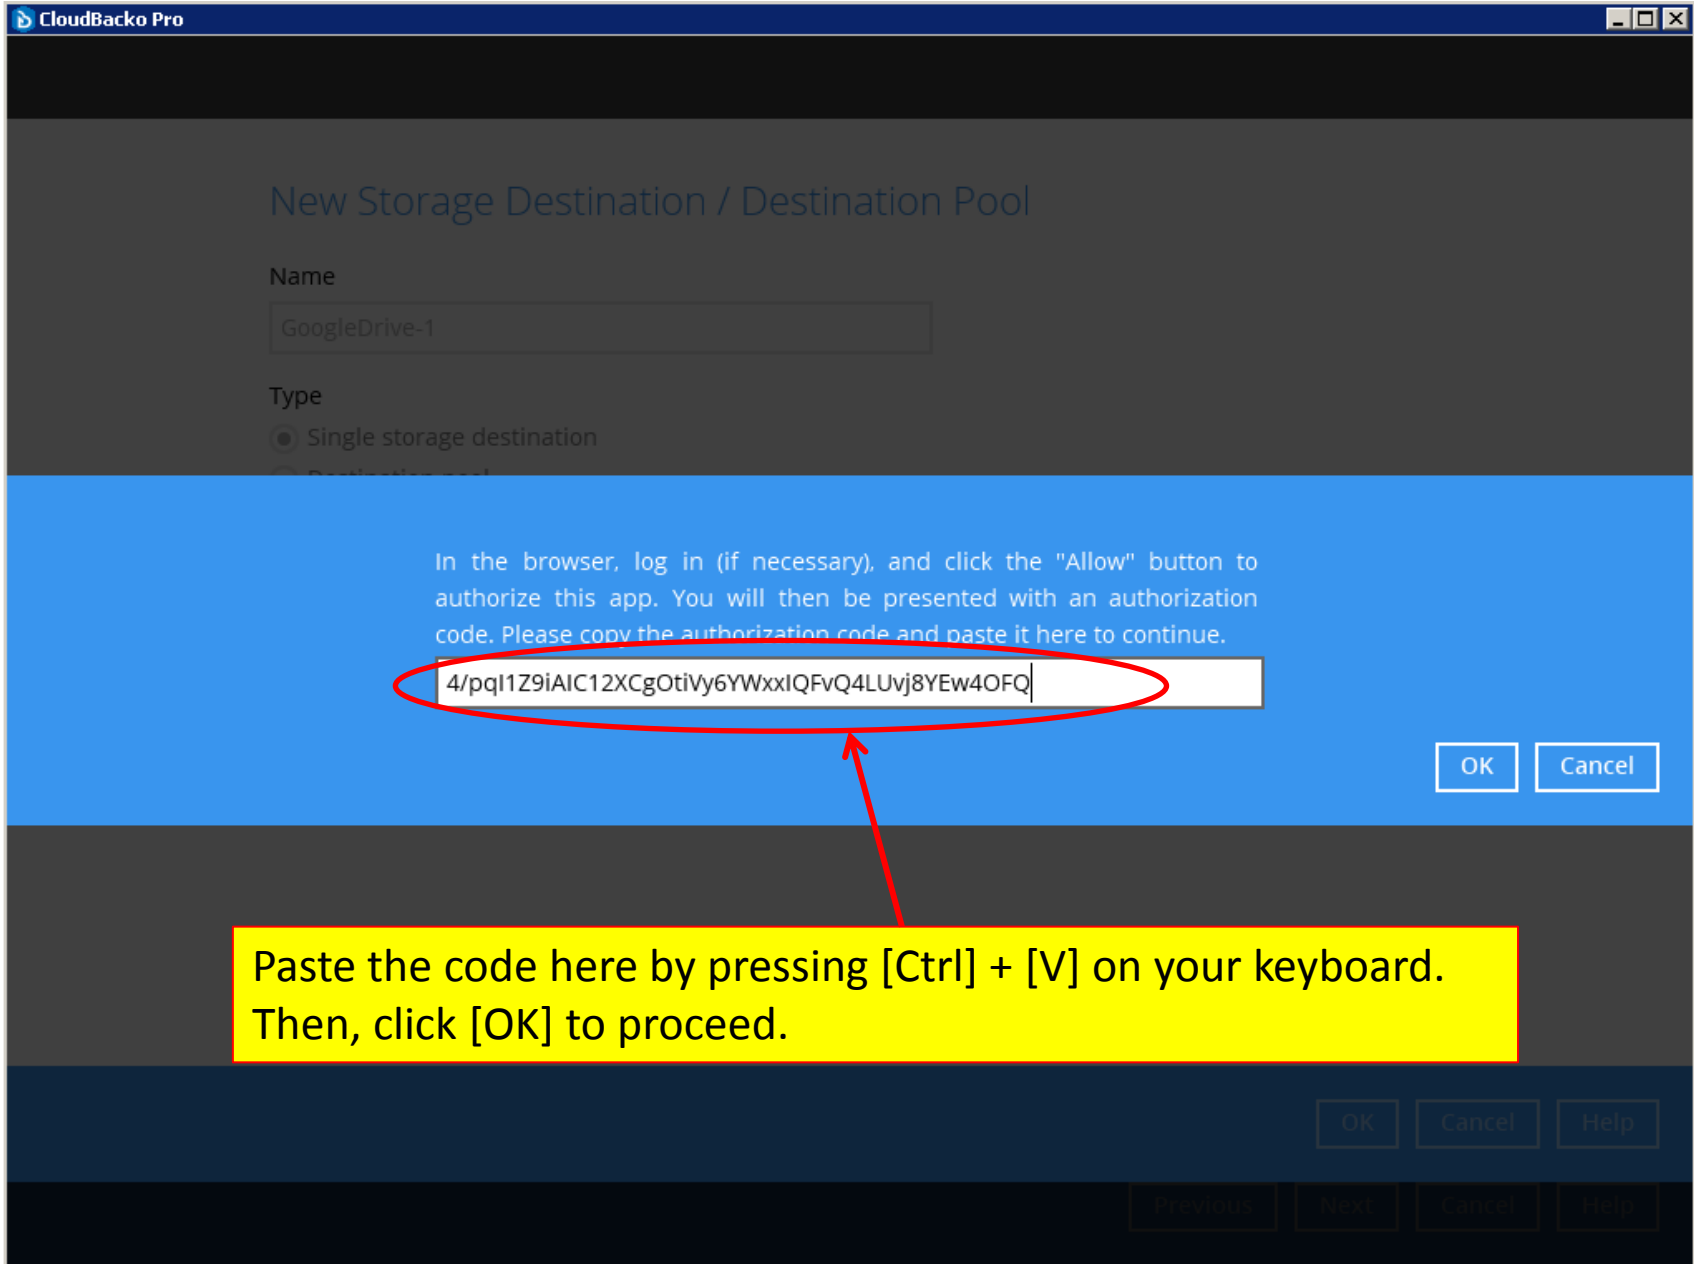 CloudBacko Pro
New Storage Destination / Destination Pool
Name
GoogleDrive-1
Type
Single storage destination
Destination pool
In the browser, log in (if necessary), and click the "Allow" button to
authorize this app. You will then be presented with an authorization
code. Please copy the authorization code and paste it here to continue.
4/pqI1Z9iAIC12XCgOtiVy6YWxxIQFvQ4LUvj8YEw4OFQ
OK Cancel
Paste the code here by pressing [Ctrl] + [V] on your keyboard.
Then, click [OK] to proceed.
OK Cancel Help
Previous Next Cancel Help